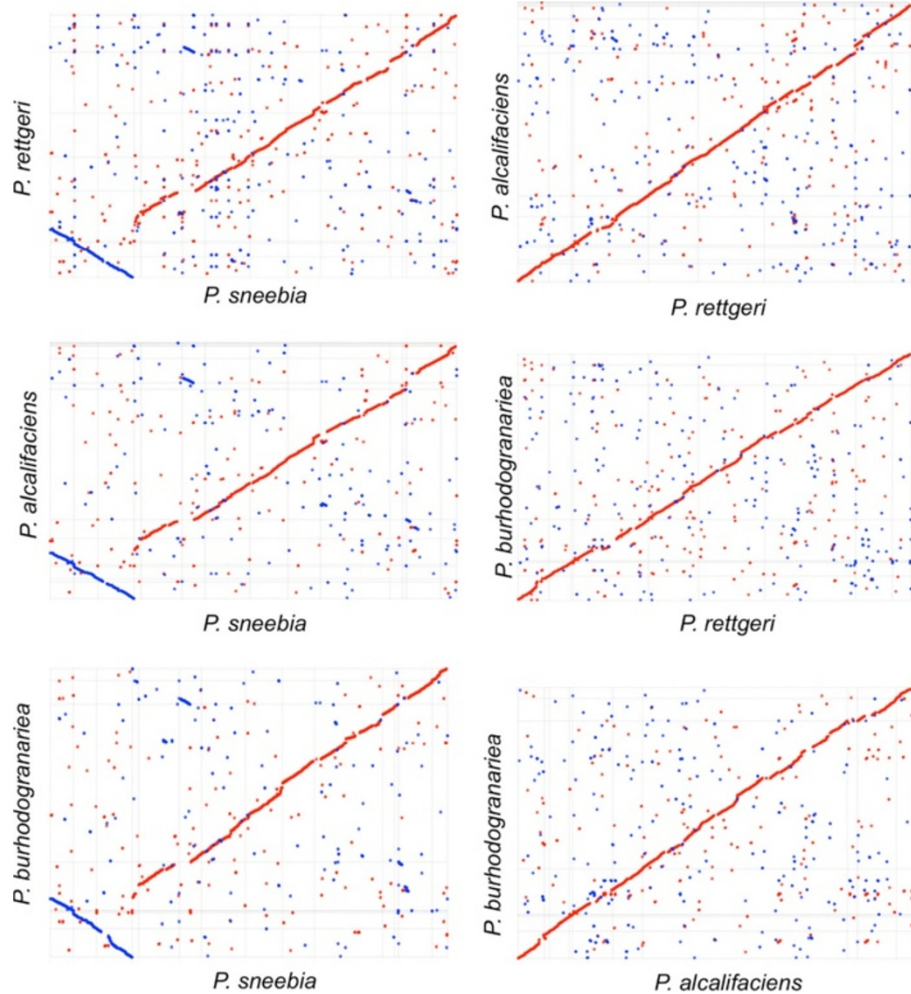 P. rettgeri
P. sneebia
P. alcalifaciens
P. rettgeri
P. alcalifaciens
P. sneebia
P. burhodogranariea
P. rettgeri
P. burhodogranariea
P. sneebia
P. burhodogranariea
P. alcalifaciens